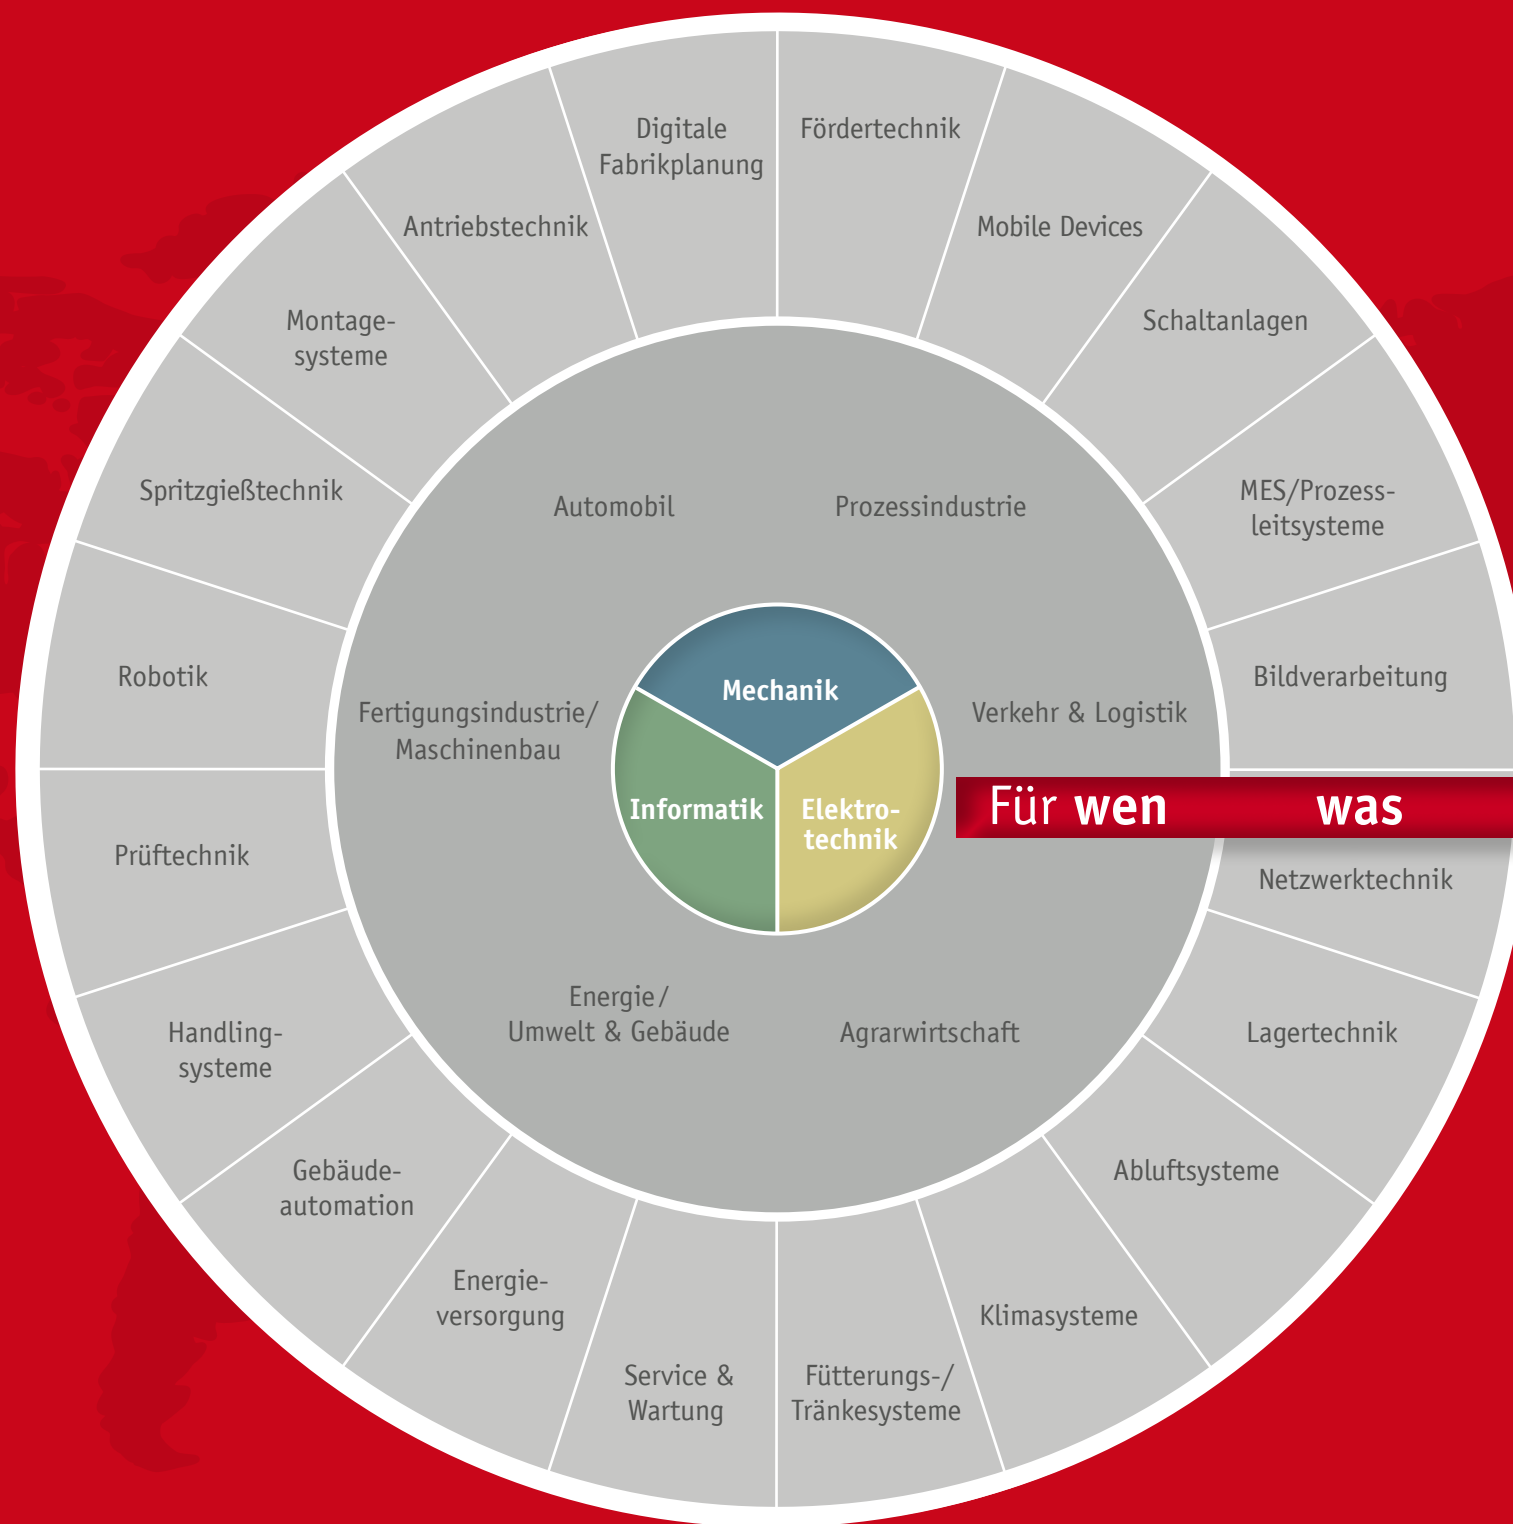 Digitale
Fabrikplanung
Fördertechnik
Mobile Devices
Schaltanlagen
MES/Prozess-
leitsysteme
Bildverarbeitung
Netzwerktechnik
Lagertechnik
Abluftsysteme
Klimasysteme
Fütterungs-/
Tränkesysteme
Service &
Wartung
Energie-
versorgung
Gebäude-
automation
Handling-
systeme
Prüftechnik
Robotik
Spritzgießtechnik
Montage-
systeme
Antriebstechnik
Automobil
Prozessindustrie
Verkehr & Logistik
Agrarwirtschaft
Energie/
Umwelt & Gebäude
Fertigungsindustrie/
Maschinenbau
Mechanik
Elektro-
technik
Informatik
Für wen was